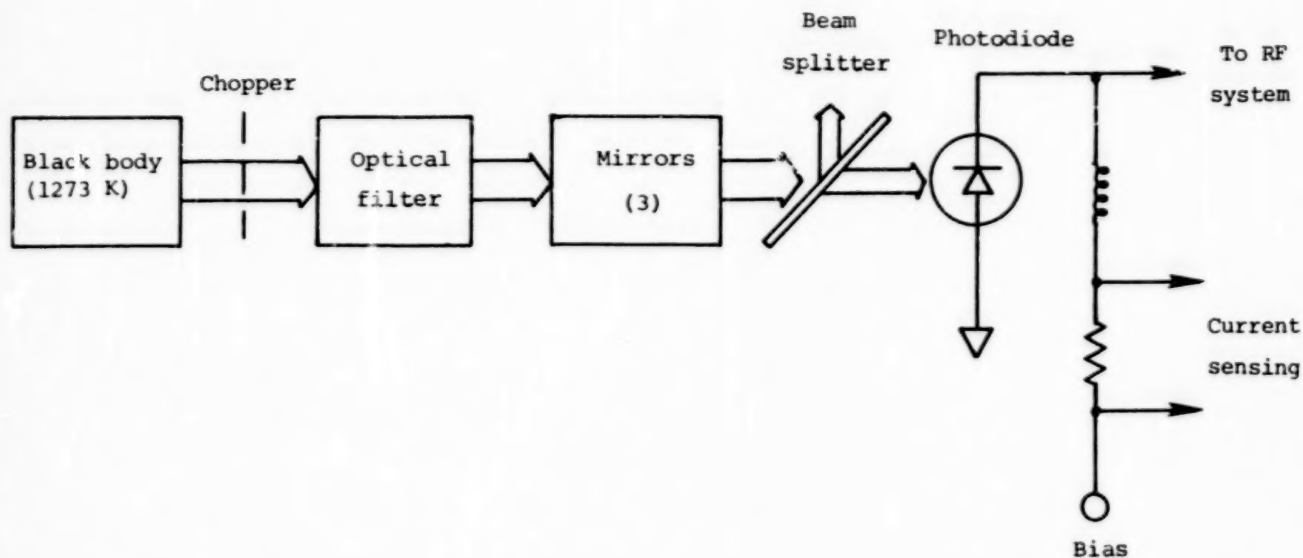 Beam
splitter
Photodiode
To RF
system
Chopper
Black body
(1273 K)
Optical
filter
Mirrors
(3)
Current
sensing
Bias